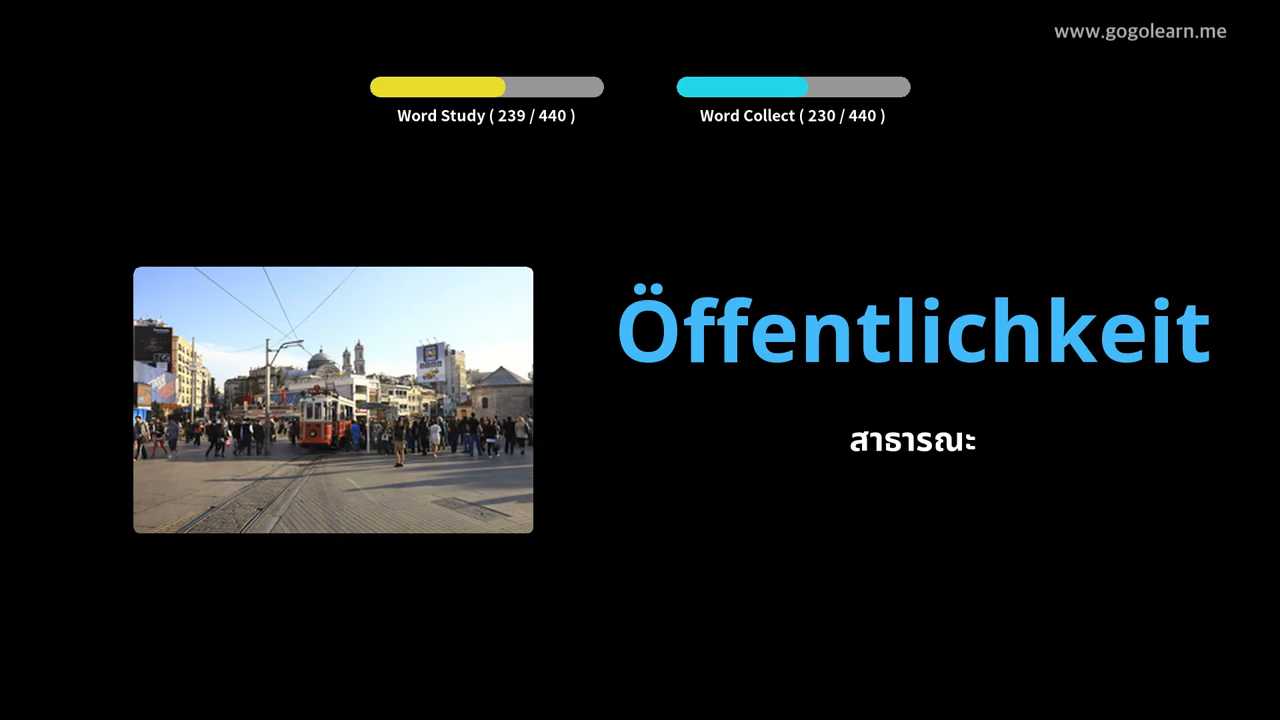 www.gogolearn.me
Word Study ( 239 / 440 )
Word Collect ( 230 / 440 )
Öffentlichkeit
สาธารณะ